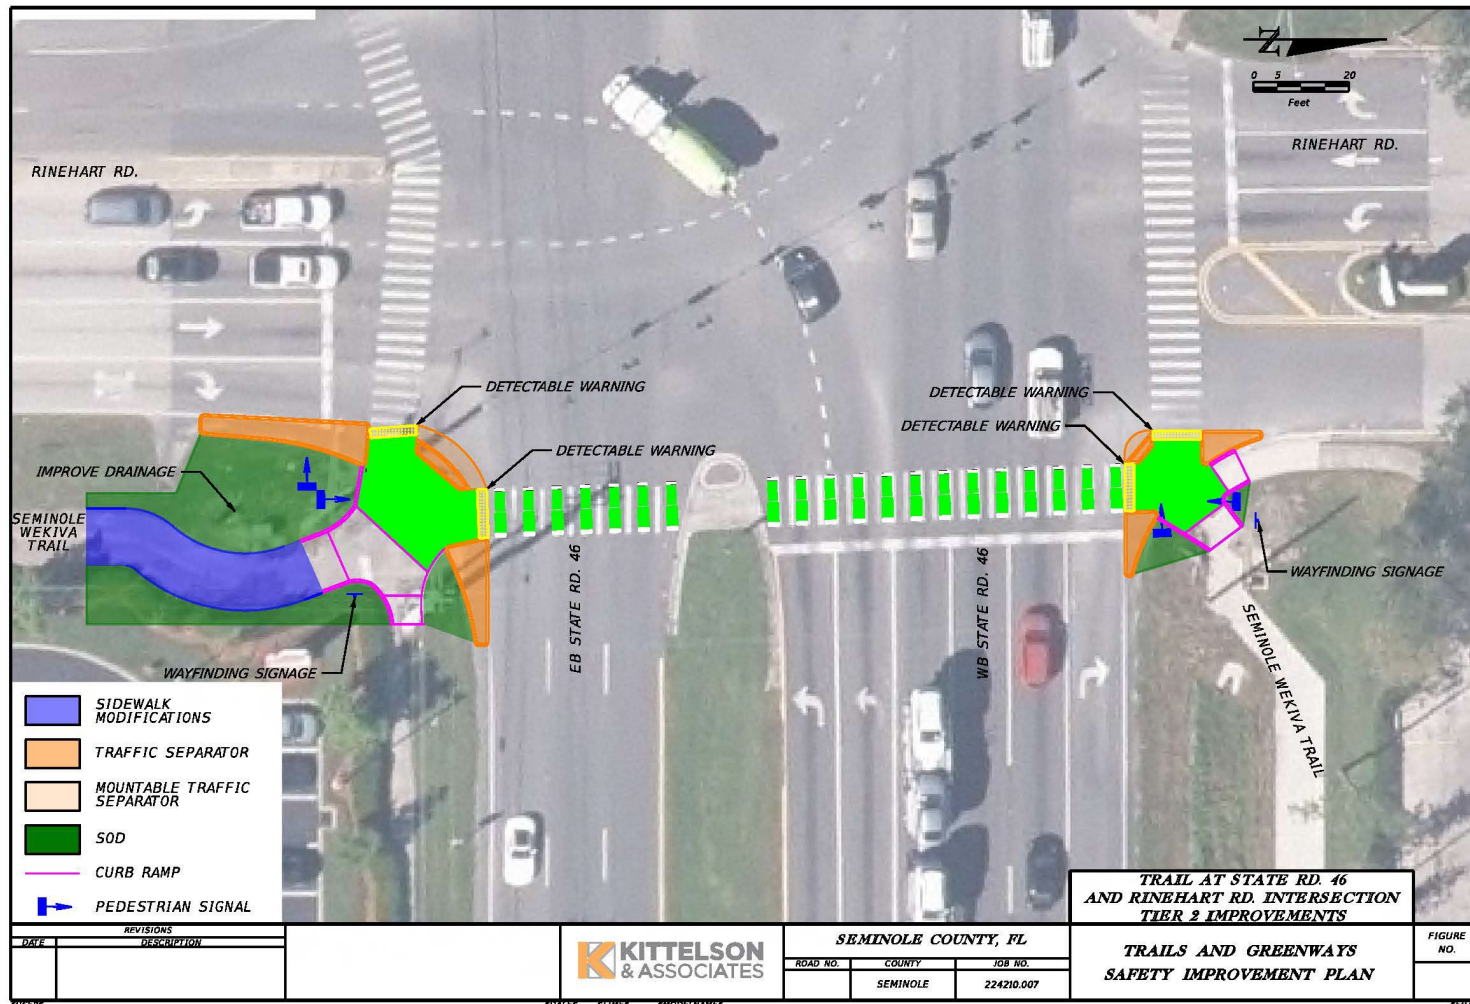 Z
0 5 20
Feet
RINEHART RD.
RINEHART RD.
DETECTABLE WARNING
DETECTABLE WARNING
DETECTABLE WARNING
DETECTABLE WARNING
IMPROVE DRAINAGE
SEMINOLE
WEKIVA
TRAIL
EB STATE RD. 46
WB STATE RD. 46
WAYFINDING SIGNAGE
SEMINOLE WEKIVA TRAIL
WAYFINDING SIGNAGE
SIDEWALK
MODIFICATIONS
TRAFFIC SEPARATOR
MOUNTABLE TRAFFIC
SEPARATOR
SOD
CURB RAMP
PEDESTRIAN SIGNAL
TRAIL AT STATE RD. 46
AND RINEHART RD. INTERSECTION
TIER 2 IMPROVEMENTS
REVISIONS
DATE DESCRIPTION
KITTELSON
& ASSOCIATES
SEMINOLE COUNTY, FL
ROAD NO. COUNTY JOB NO.
SEMINOLE 224210.007
TRAILS AND GREENWAYS
SAFETY IMPROVEMENT PLAN
FIGURE
NO.